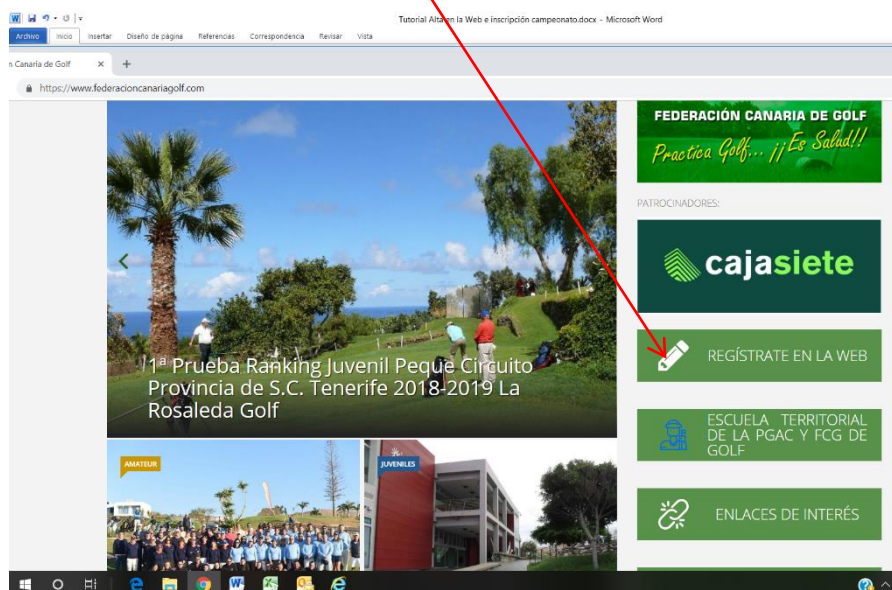 Tutorial Alta en la Web e inscripción campeonato.docx - Microsoft Word
Archivo Inicio Insertar Diseño de página Referencias Correspondencia Revisar Vista
n Canaria de Golf
https://www.federacioncanariagolf.com
FEDERACIÓN CANARIA DE GOLF
Practica Golf... ¡¡Es Salud!!
PATROCINADORES:
cajasiete
REGÍSTRATE EN LA WEB
1ª Prueba Ranking Juvenil Peque Circuito
Provincia de S.C. Tenerife 2018-2019 La
Rosaleda Golf
ESCUELA TERRITORIAL
DE LA PGAC Y FCG DE
GOLF
AMATEUR
JUVENILES
ENLACES DE INTERÉS